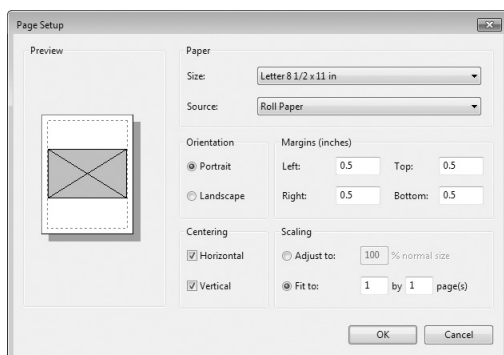 Page Setup
Preview
Paper
Size: Letter 8 1/2 x 11 in
Source: Roll Paper
Orientation
Portrait
Landscape
Margins (inches)
Left: 0.5 Top: 0.5
Right: 0.5 Bottom: 0.5
Centering
Horizontal
Vertical
Scaling
Adjust to: 100 % normal size
Fit to: 1 by 1 page(s)
OK Cancel